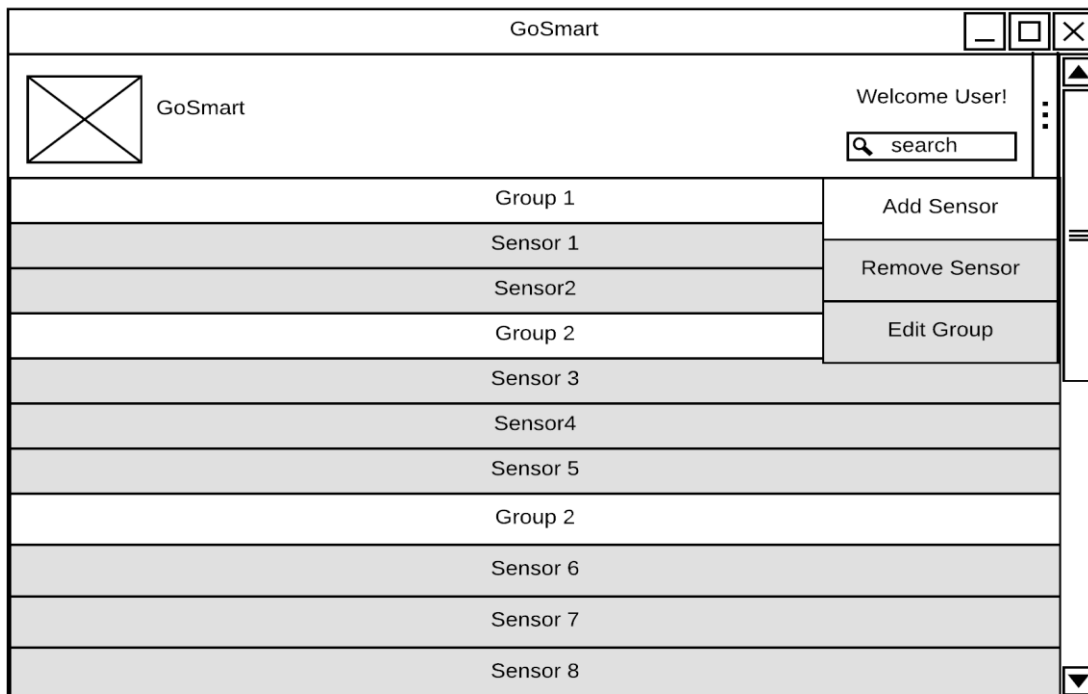 GoSmart
GoSmart
Welcome User!
search
Group 1
Add Sensor
Sensor 1
Remove Sensor
Sensor2
Group 2
Edit Group
Sensor 3
Sensor4
Sensor 5
Group 2
Sensor 6
Sensor 7
Sensor 8